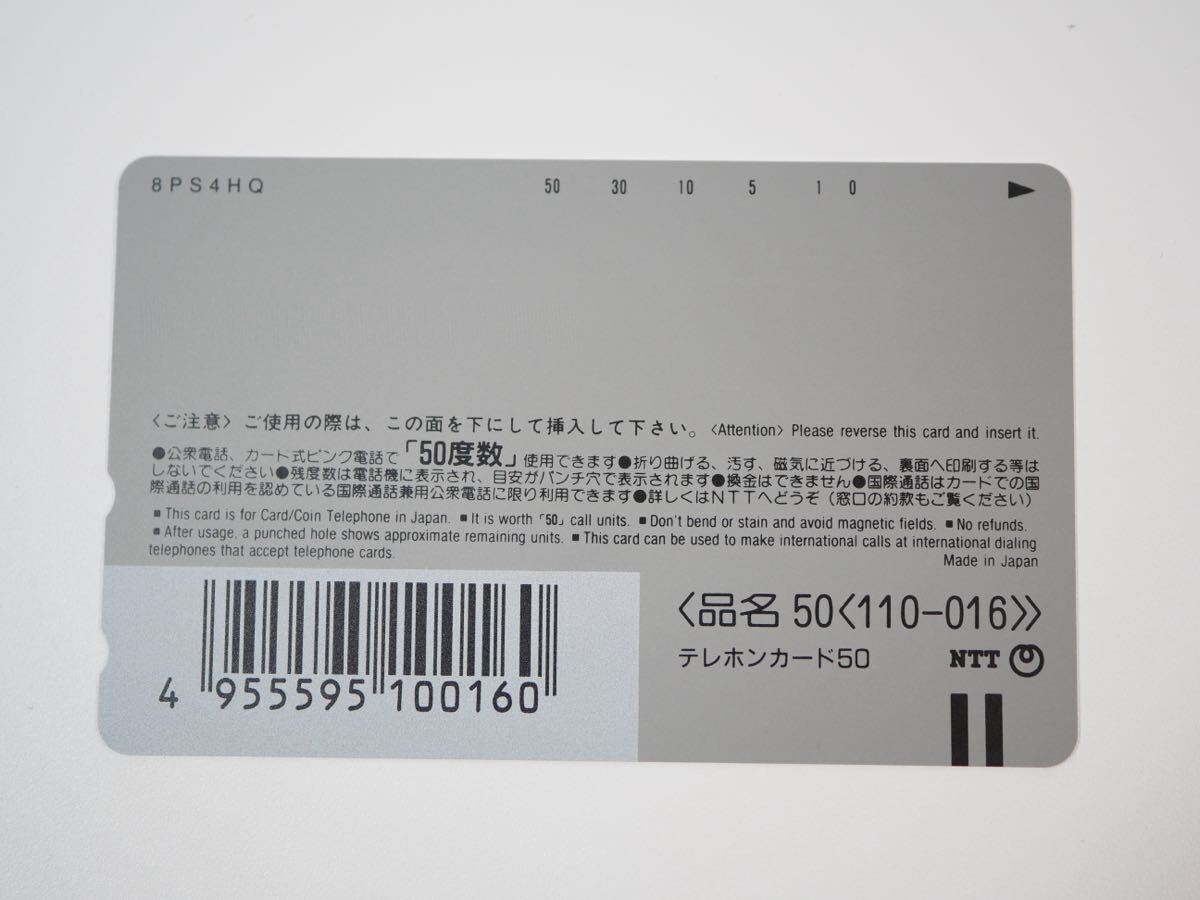 8PS4HQ 50 30 10 5 1 0 ▶
〈ご注意〉ご使用の際は、この面を下にして挿入して下さい。〈Attention〉Please reverse this card and insert it.
●公衆電話、カード式ピンク電話で「50度数」使用できます●折り曲げる、汚す、磁気に近づける、裏面へ印刷する等は
しないでください●残度数は電話機に表示され、目安がパンチ穴で表示されます●換金はできません●国際通話はカードでの国
際通話の利用を認めている国際通話兼用公衆電話に限り利用できます●詳しくはNTTへどうぞ（窓口の約款もご覧ください）
■ This card is for Card/Coin Telephone in Japan. ■ It is worth「50」call units. ■ Don't bend or stain and avoid magnetic fields. ■ No refunds.
■ After usage, a punched hole shows approximate remaining units. ■ This card can be used to make international calls at international dialing
telephones that accept telephone cards.
Made in Japan
〈品名 50〈110-016〉〉
テレホンカード50 NTT
4 955595 100160